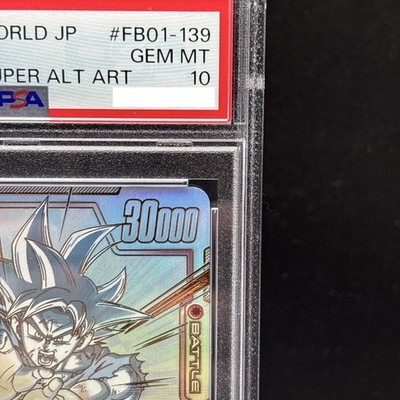 ORLD JP #FB01-139
GEM MT
UPER ALT ART 10
PSA
30000
BATTLE